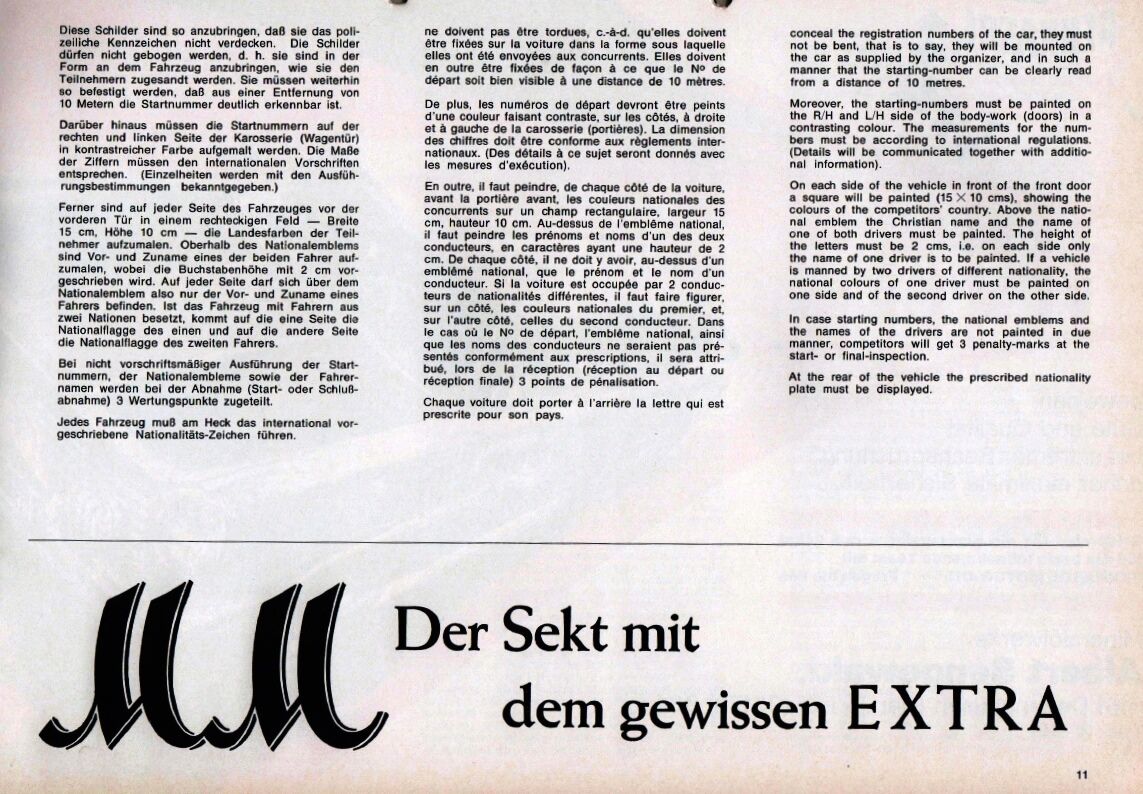 Diese Schilder sind so anzubringen, daß sie das poli-
zeiliche Kennzeichen nicht verdecken. Die Schilder
dürfen nicht gebogen werden, d. h. sie sind in der
Form an dem Fahrzeug anzubringen, wie sie den
Teilnehmern zugesandt werden. Sie müssen weiterhin
so befestigt werden, daß aus einer Entfernung von
10 Metern die Startnummer deutlich erkennbar ist.
Darüber hinaus müssen die Startnummern auf der
rechten und linken Seite der Karosserie (Wagentür)
in kontrastreicher Farbe aufgemalt werden. Die Maße
der Ziffern müssen den internationalen Vorschriften
entsprechen. (Einzelheiten werden mit den Ausfüh-
rungsbestimmungen bekanntgegeben.)
Ferner sind auf jeder Seite des Fahrzeuges vor der
vorderen Tür in einem rechteckigen Feld — Breite
15 cm, Höhe 10 cm — die Landesfarben der Teil-
nehmer aufzumalen. Oberhalb des Nationalemblems
sind Vor- und Zuname eines der beiden Fahrer auf-
zumalen, wobei die Buchstabenhöhe mit 2 cm vor-
geschrieben wird. Auf jeder Seite darf sich über dem
Nationalemblem also nur der Vor- und Zuname eines
Fahrers befinden. Ist das Fahrzeug mit Fahrern aus
zwei Nationen besetzt, kommt auf die eine Seite die
Nationalflagge des einen und auf die andere Seite
die Nationalflagge des zweiten Fahrers.
Bei nicht vorschriftsmäßiger Ausführung der Start-
nummern, der Nationalembleme sowie der Fahrer-
namen werden bei der Abnahme (Start- oder Schluß-
abnahme) 3 Wertungspunkte zugeteilt.
Jedes Fahrzeug muß am Heck das international vor-
geschriebene Nationalitäts-Zeichen führen.
ne doivent pas être tordues, c.-à-d. qu'elles doivent
être fixées sur la voiture dans la forme sous laquelle
elles ont été envoyées aux concurrents. Elles doivent
en outre être fixées de façon à ce que le Nº de
départ soit bien visible à une distance de 10 mètres.
De plus, les numéros de départ devront être peints
d'une couleur faisant contraste, sur les côtés, à droite
et à gauche de la carosserie (portières). La dimension
des chiffres doit être conforme aux règlements inter-
nationaux. (Des détails à ce sujet seront donnés avec
les mesures d'exécution).
En outre, il faut peindre, de chaque côté de la voiture,
avant la portière avant, les couleurs nationales des
concurrents sur un champ rectangulaire, largeur 15
cm, hauteur 10 cm. Au-dessus de l'emblême national,
il faut peindre les prénoms et noms d'un des deux
conducteurs, en caractères ayant une hauteur de 2
cm. De chaque côté, il ne doit y avoir, au-dessus d'un
emblêmé national, que le prénom et le nom d'un
conducteur. Si la voiture est occupée par 2 conduc-
teurs de nationalités différentes, il faut faire figurer,
sur un côté, les couleurs nationales du premier, et,
sur l'autre côté, celles du second conducteur. Dans
le cas où le Nº de départ, l'emblême national, ainsi
que les noms des conducteurs ne seraient pas pré-
sentés conformément aux prescriptions, il sera attri-
bué, lors de la réception (réception au départ ou
réception finale) 3 points de pénalisation.
Chaque voiture doit porter à l'arrière la lettre qui est
prescrite pour son pays.
conceal the registration numbers of the car, they must
not be bent, that is to say, they will be mounted on
the car as supplied by the organizer, and in such a
manner that the starting-number can be clearly read
from a distance of 10 metres.
Moreover, the starting-numbers must be painted on
the R/H and L/H side of the body-work (doors) in a
contrasting colour. The measurements for the num-
bers must be according to international regulations.
(Details will be communicated together with additio-
nal information).
On each side of the vehicle in front of the front door
a square will be painted (15 × 10 cms), showing the
colours of the competitors' country. Above the natio-
nal emblem the Christian name and the name of
one of both drivers must be painted. The height of
the letters must be 2 cms, i.e. on each side only
the name of one driver is to be painted. If a vehicle
is manned by two drivers of different nationality, the
national colours of one driver must be painted on
one side and of the second driver on the other side.
In case starting numbers, the national emblems and
the names of the drivers are not painted in due
manner, competitors will get 3 penalty-marks at the
start- or final-inspection.
At the rear of the vehicle the prescribed nationality
plate must be displayed.
MM
Der Sekt mit
dem gewissen EXTRA
11